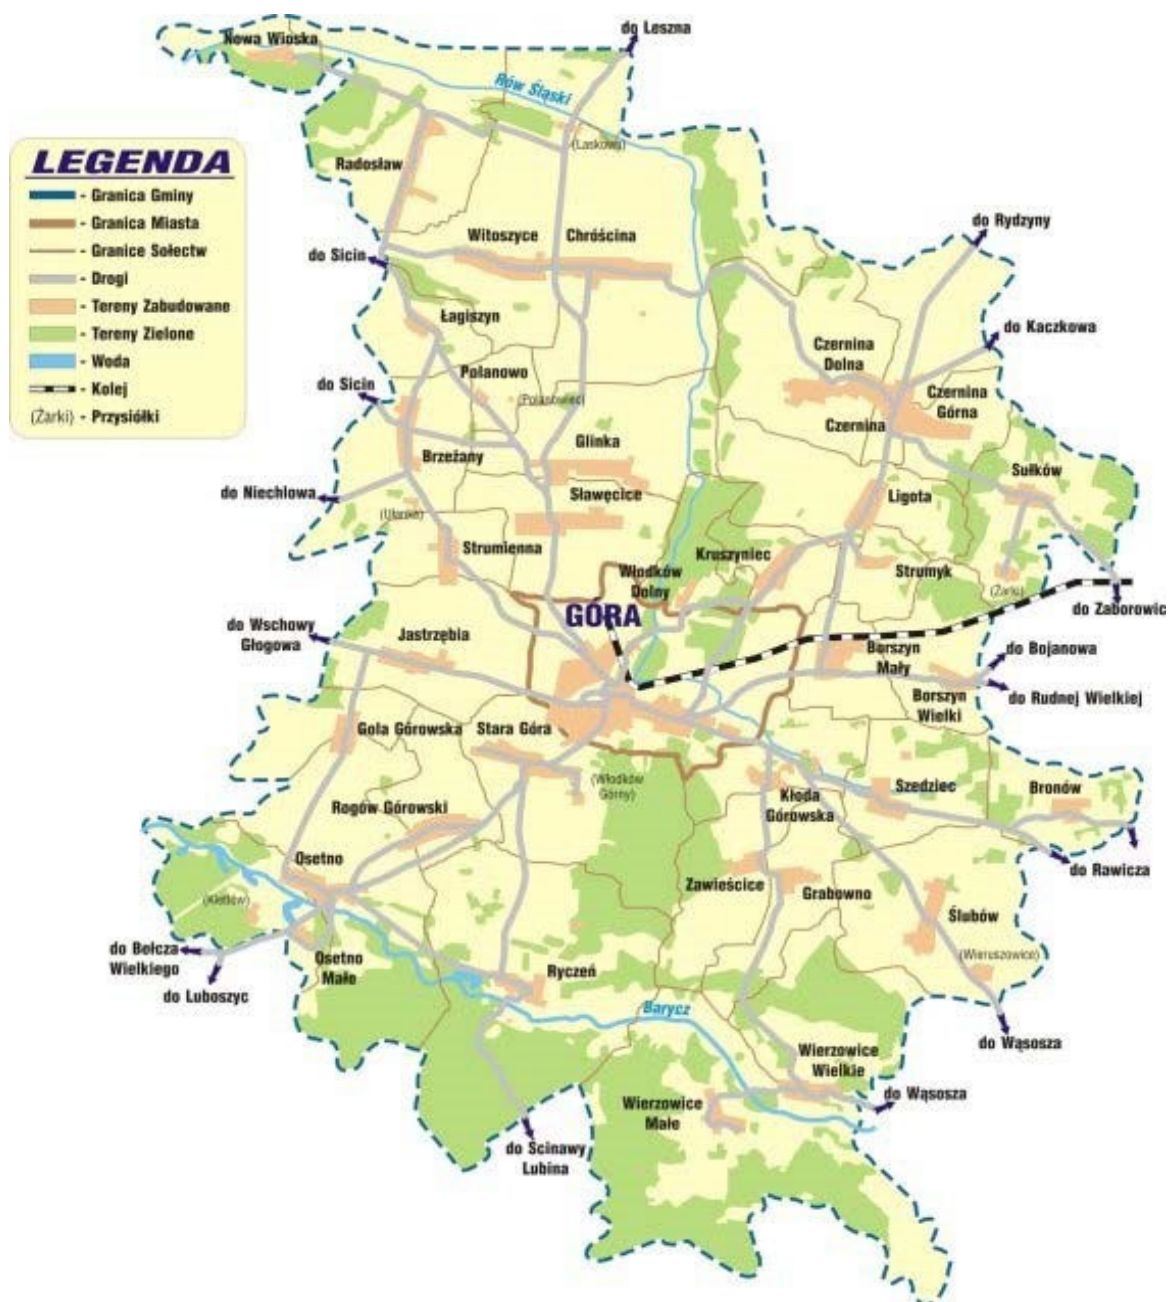 do Leszna
Nowa Wioska
Rów Śląski
(Laskowa)
LEGENDA
- Granica Gminy
- Granica Miasta
- Granice Sołectw
- Drogi
- Tereny Zabudowane
- Tereny Zielone
- Woda
- Kolej
(Żarki) - Przysiółki
Radosław
do Rydzyny
Witoszyce
Chróścina
do Sicin
Łagiszyn
do Kaczkowa
Czernina
Dolna
Polanowo
do Sicin
Czernina
Górna
Czernina
Glinka
Brzeżany
Sułków
Sławęcice
do Niechlowa
Ligota
Strumienna
Kruszyniec
Włodków
Dolny
Strumyk
(Żarki)
do Zaborowic
GÓRA
do Wschowy
Głogowa
Jastrzębia
Borszyn
Mały
do Bojanowa
do Rudnej Wielkiej
Borszyn
Wielki
Gola Górowska
Stara Góra
(Włodków
Górny)
Kłoda
Górowska
Szedziec
Bronów
Rogów Górowski
Osetno
do Rawicza
Zawieścice
Grabowno
(Kletlów)
Ślubów
do Bełcza
Wielkiego
(Wieruszowice)
Osetno
Małe
Ryczeń
do Luboszyc
Barycz
do Wąsosza
Wierzowice
Wielkie
do Wąsosza
Wierzowice
Małe
do Scinawy
Lubina